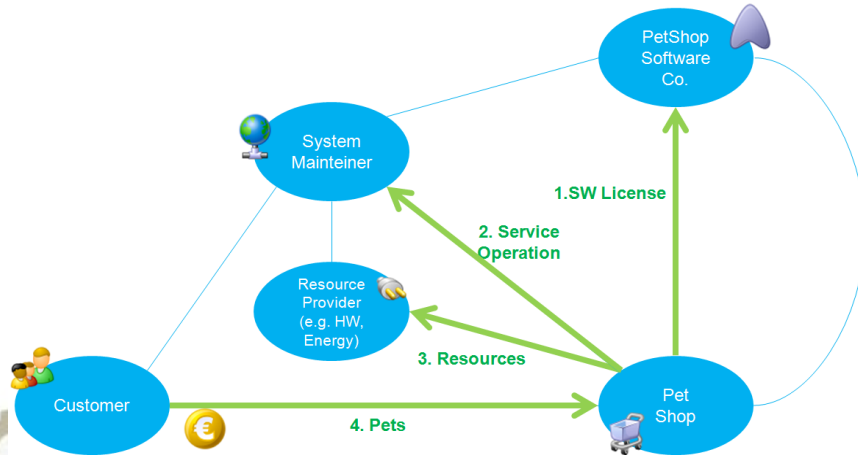 PetShop
Software
Co.
System
Mainteiner
1.SW License
2. Service
Operation
Resource
Provider
(e.g. HW,
Energy)
3. Resources
Customer
€
4. Pets
Pet
Shop